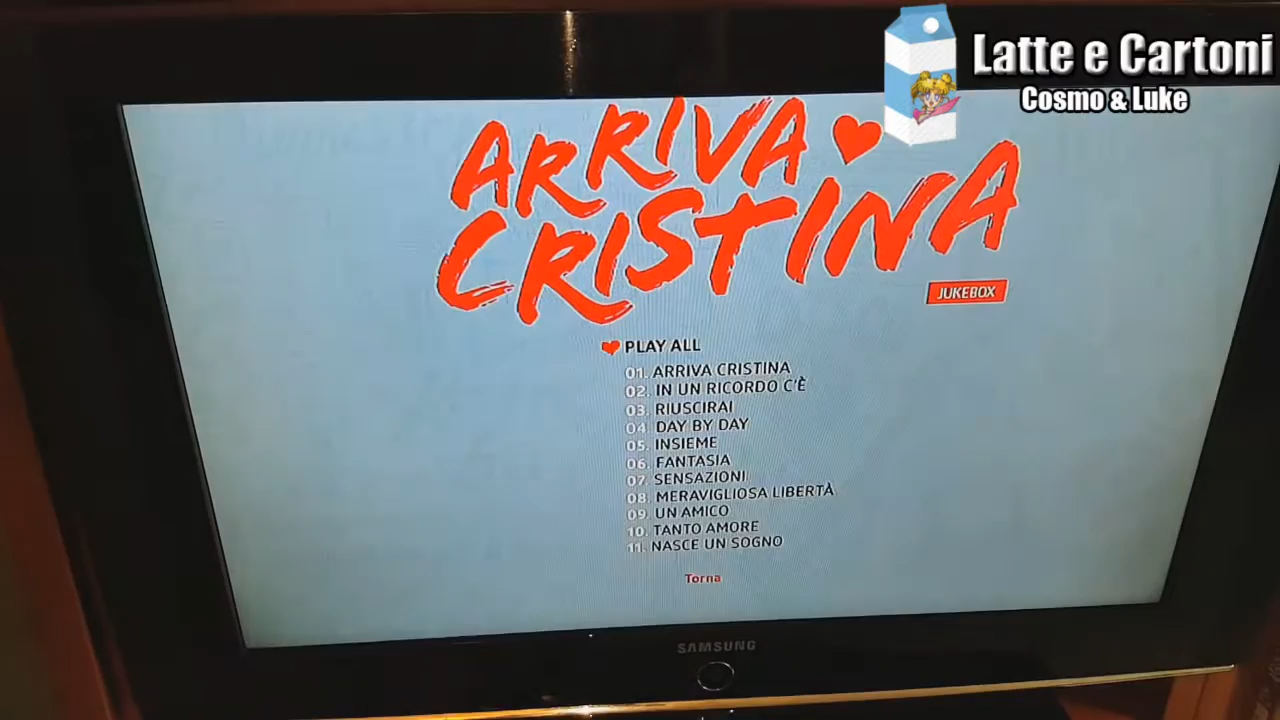 Latte e Cartoni
Cosmo & Luke
ARRIVA
CRISTINA
JUKEBOX
PLAY ALL
01. ARRIVA CRISTINA
02. IN UN RICORDO C'È
03. RIUSCIRAI
04. DAY BY DAY
05. INSIEME
06. FANTASIA
07. SENSAZIONI
08. MERAVIGLIOSA LIBERTÀ
09. UN AMICO
10. TANTO AMORE
11. NASCE UN SOGNO
Torna
SAMSUNG